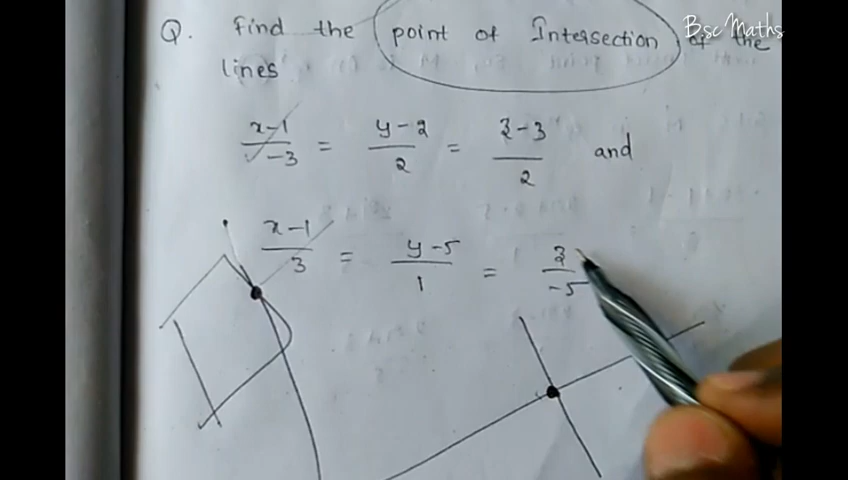 Bsc Maths
Q. Find the point of Intersection of the
lines
x-1/-3 = y-2/2 = z-3/2 and
x-1/3 = y-5/1 = z/-5